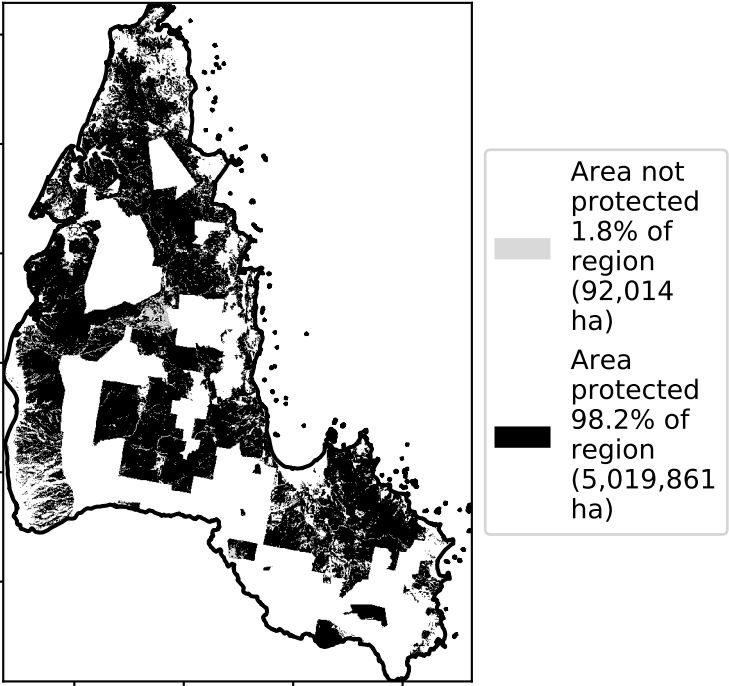 Area not
protected
1.8% of
region
(92,014
ha)
Area
protected
98.2% of
region
(5,019,861
ha)